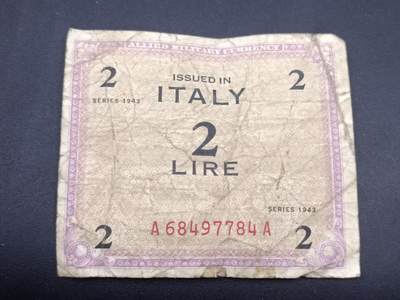 ALLIED MILITARY CURRENCY
2 2
ISSUED IN
ITALY
SERIES 1943
2
LIRE
SERIES 1943
A 68497784 A
2 2